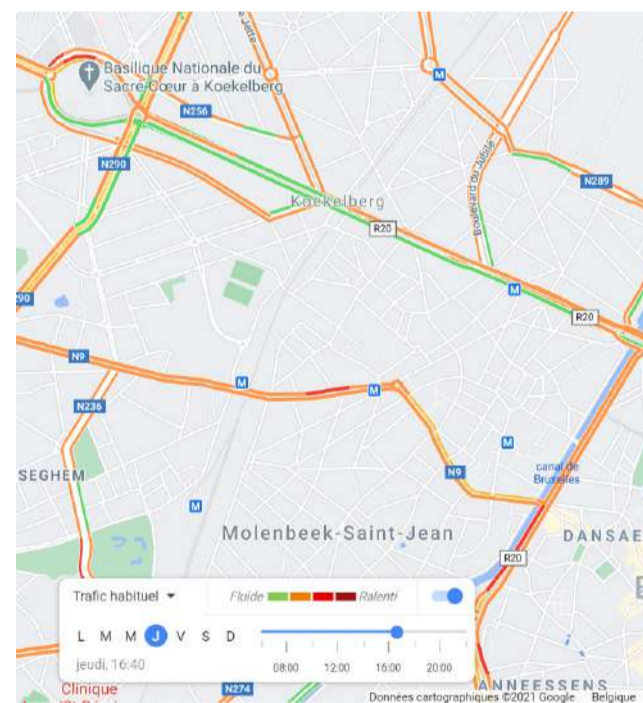 Jette
Basilique Nationale du
Sacré-Cœur à Koekelberg
M
N256
N290
Boulevard du Jubilé
N289
Koekelberg
R20
M
290
R20
N9
M
M
N236
M
N9
canal de
Bruxelles
SEGHEM
M
Molenbeek-Saint-Jean
DANSAE
R20
Trafic habituel
Fluide
Ralenti
L M M J V S D
jeudi, 16:40
08:00 12:00 16:00 20:00
Clinique
N274
ANNEESSENS
Données cartographiques ©2021 Google Belgique